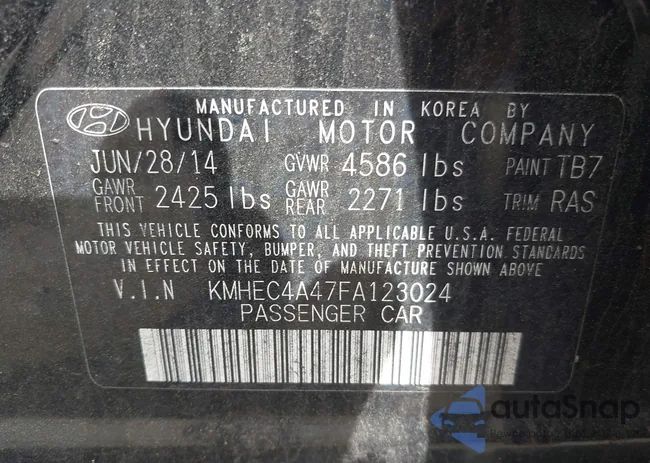 MANUFACTURED IN KOREA BY
HYUNDAI MOTOR COMPANY
JUN/28/14 GVWR 4586 lbs PAINT TB7
GAWR FRONT 2425 lbs GAWR REAR 2271 lbs TRIM RAS
THIS VEHICLE CONFORMS TO ALL APPLICABLE U.S.A. FEDERAL
MOTOR VEHICLE SAFETY, BUMPER, AND THEFT PREVENTION STANDARDS
IN EFFECT ON THE DATE OF MANUFACTURE SHOWN ABOVE
V.I.N KMHEC4A47FA123024
PASSENGER CAR
autoSnap